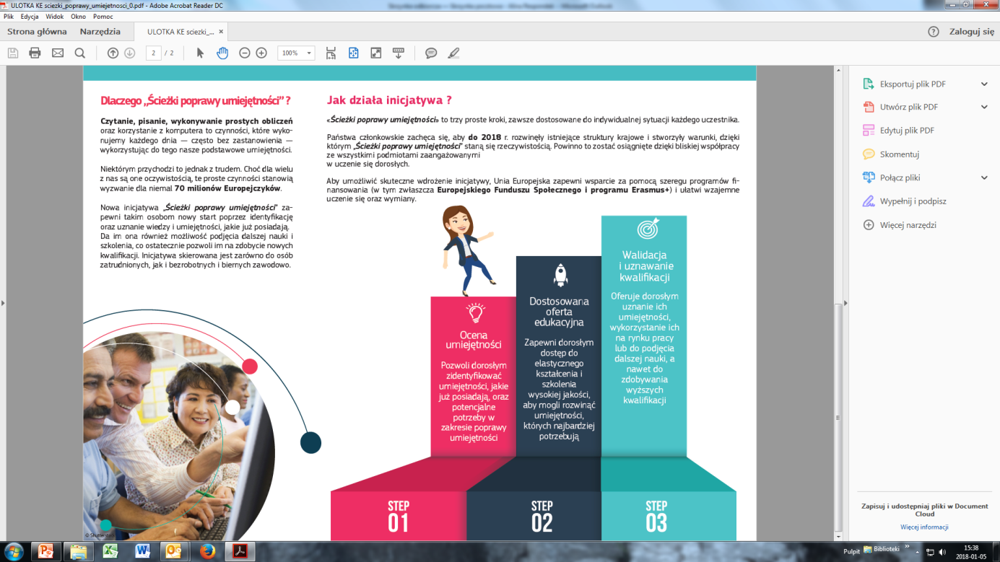 ULOTKA KE sciezki_poprawy_umiejetnosci_0.pdf - Adobe Acrobat Reader DC
Plik Edycja Widok Okno Pomoc
Strona główna Narzędzia ULOTKA KE sciezki_... × Zaloguj się
2 / 2 100%
Dlaczego „Ścieżki poprawy umiejętności” ?
Czytanie, pisanie, wykonywanie prostych obliczeń
oraz korzystanie z komputera to czynności, które wyko-
nujemy każdego dnia — często bez zastanowienia —
wykorzystując do tego nasze podstawowe umiejętności.
Niektórym przychodzi to jednak z trudem. Choć dla wielu
z nas są one oczywistością, te proste czynności stanowią
wyzwanie dla niemal 70 milionów Europejczyków.
Nowa inicjatywa „Ścieżki poprawy umiejętności” za-
pewni takim osobom nowy start poprzez identyfikację
oraz uznanie wiedzy i umiejętności, jakie już posiadają.
Da im ona również możliwość podjęcia dalszej nauki i
szkolenia, co ostatecznie pozwoli im na zdobycie nowych
kwalifikacji. Inicjatywa skierowana jest zarówno do osób
zatrudnionych, jak i bezrobotnych i biernych zawodowo.
Jak działa inicjatywa ?
«Ścieżki poprawy umiejętności» to trzy proste kroki, zawsze dostosowane do indywidualnej sytuacji każdego uczestnika.
Państwa członkowskie zachęca się, aby do 2018 r. rozwinęły istniejące struktury krajowe i stworzyły warunki, dzięki
którym „Ścieżki poprawy umiejętności” staną się rzeczywistością. Powinno to zostać osiągnięte dzięki bliskiej współpracy
ze wszystkimi podmiotami zaangażowanymi
w uczenie się dorosłych.
Aby umożliwić skuteczne wdrożenie inicjatywy, Unia Europejska zapewni wsparcie za pomocą szeregu programów fi-
nansowania (w tym zwłaszcza Europejskiego Funduszu Społecznego i programu Erasmus+) i ułatwi wzajemne
uczenie się oraz wymiany.
Ocena
umiejętności
Pozwoli dorosłym
zidentyfikować
umiejętności, jakie
już posiadają, oraz
potencjalne
potrzeby w
zakresie poprawy
umiejętności
Dostosowana
oferta
edukacyjna
Zapewni dorosłym
dostęp do
elastycznego
kształcenia i
szkolenia
wysokiej jakości,
aby mogli rozwinąć
umiejętności,
których najbardziej
potrzebują
Walidacja
i uznawanie
kwalifikacji
Oferuje dorosłym
uznanie ich
umiejętności,
wykorzystanie ich
na rynku pracy
lub do podjęcia
dalszej nauki, a
nawet do
zdobywania
wyższych
kwalifikacji
STEP
01
STEP
02
STEP
03
Eksportuj plik PDF
Utwórz plik PDF
Edytuj plik PDF
Skomentuj
Połącz pliki
Wypełnij i podpisz
Więcej narzędzi
Zapisuj i udostępniaj pliki w Document
Cloud
Więcej informacji
Pulpit Biblioteki
15:38
2018-01-05